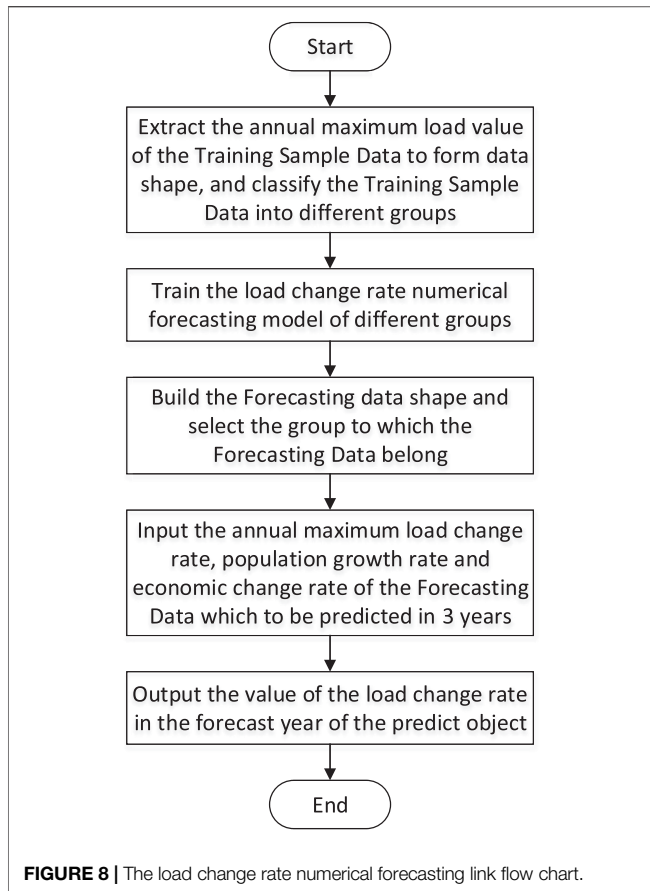 Start
Extract the annual maximum load value
of the Training Sample Data to form data
shape, and classify the Training Sample
Data into different groups
Train the load change rate numerical
forecasting model of different groups
Build the Forecasting data shape and
select the group to which the
Forecasting Data belong
Input the annual maximum load change
rate, population growth rate and
economic change rate of the Forecasting
Data which to be predicted in 3 years
Output the value of the load change rate
in the forecast year of the predict object
End
FIGURE 8 | The load change rate numerical forecasting link flow chart.